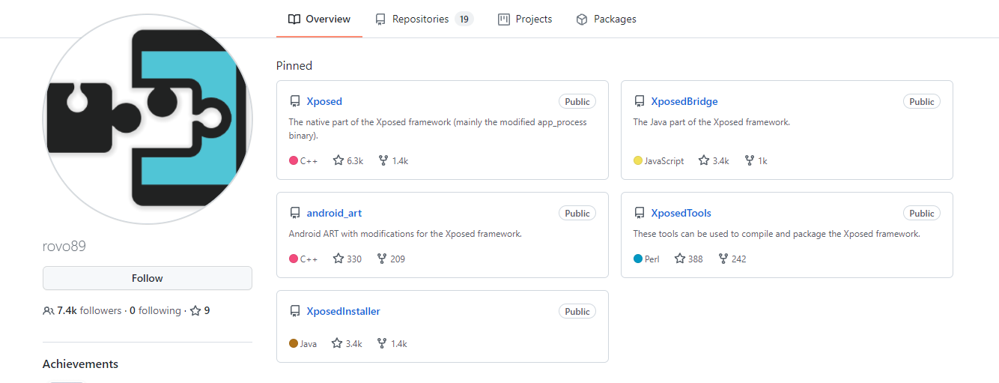 Overview Repositories 19 Projects Packages
Pinned
Xposed Public
The native part of the Xposed framework (mainly the modified app_process
binary).
C++ 6.3k 1.4k
XposedBridge Public
The Java part of the Xposed framework.
JavaScript 3.4k 1k
android_art Public
Android ART with modifications for the Xposed framework.
C++ 330 209
XposedTools Public
These tools can be used to compile and package the Xposed framework.
Perl 388 242
XposedInstaller Public
Java 3.4k 1.4k
rovo89
Follow
7.4k followers · 0 following · 9
Achievements